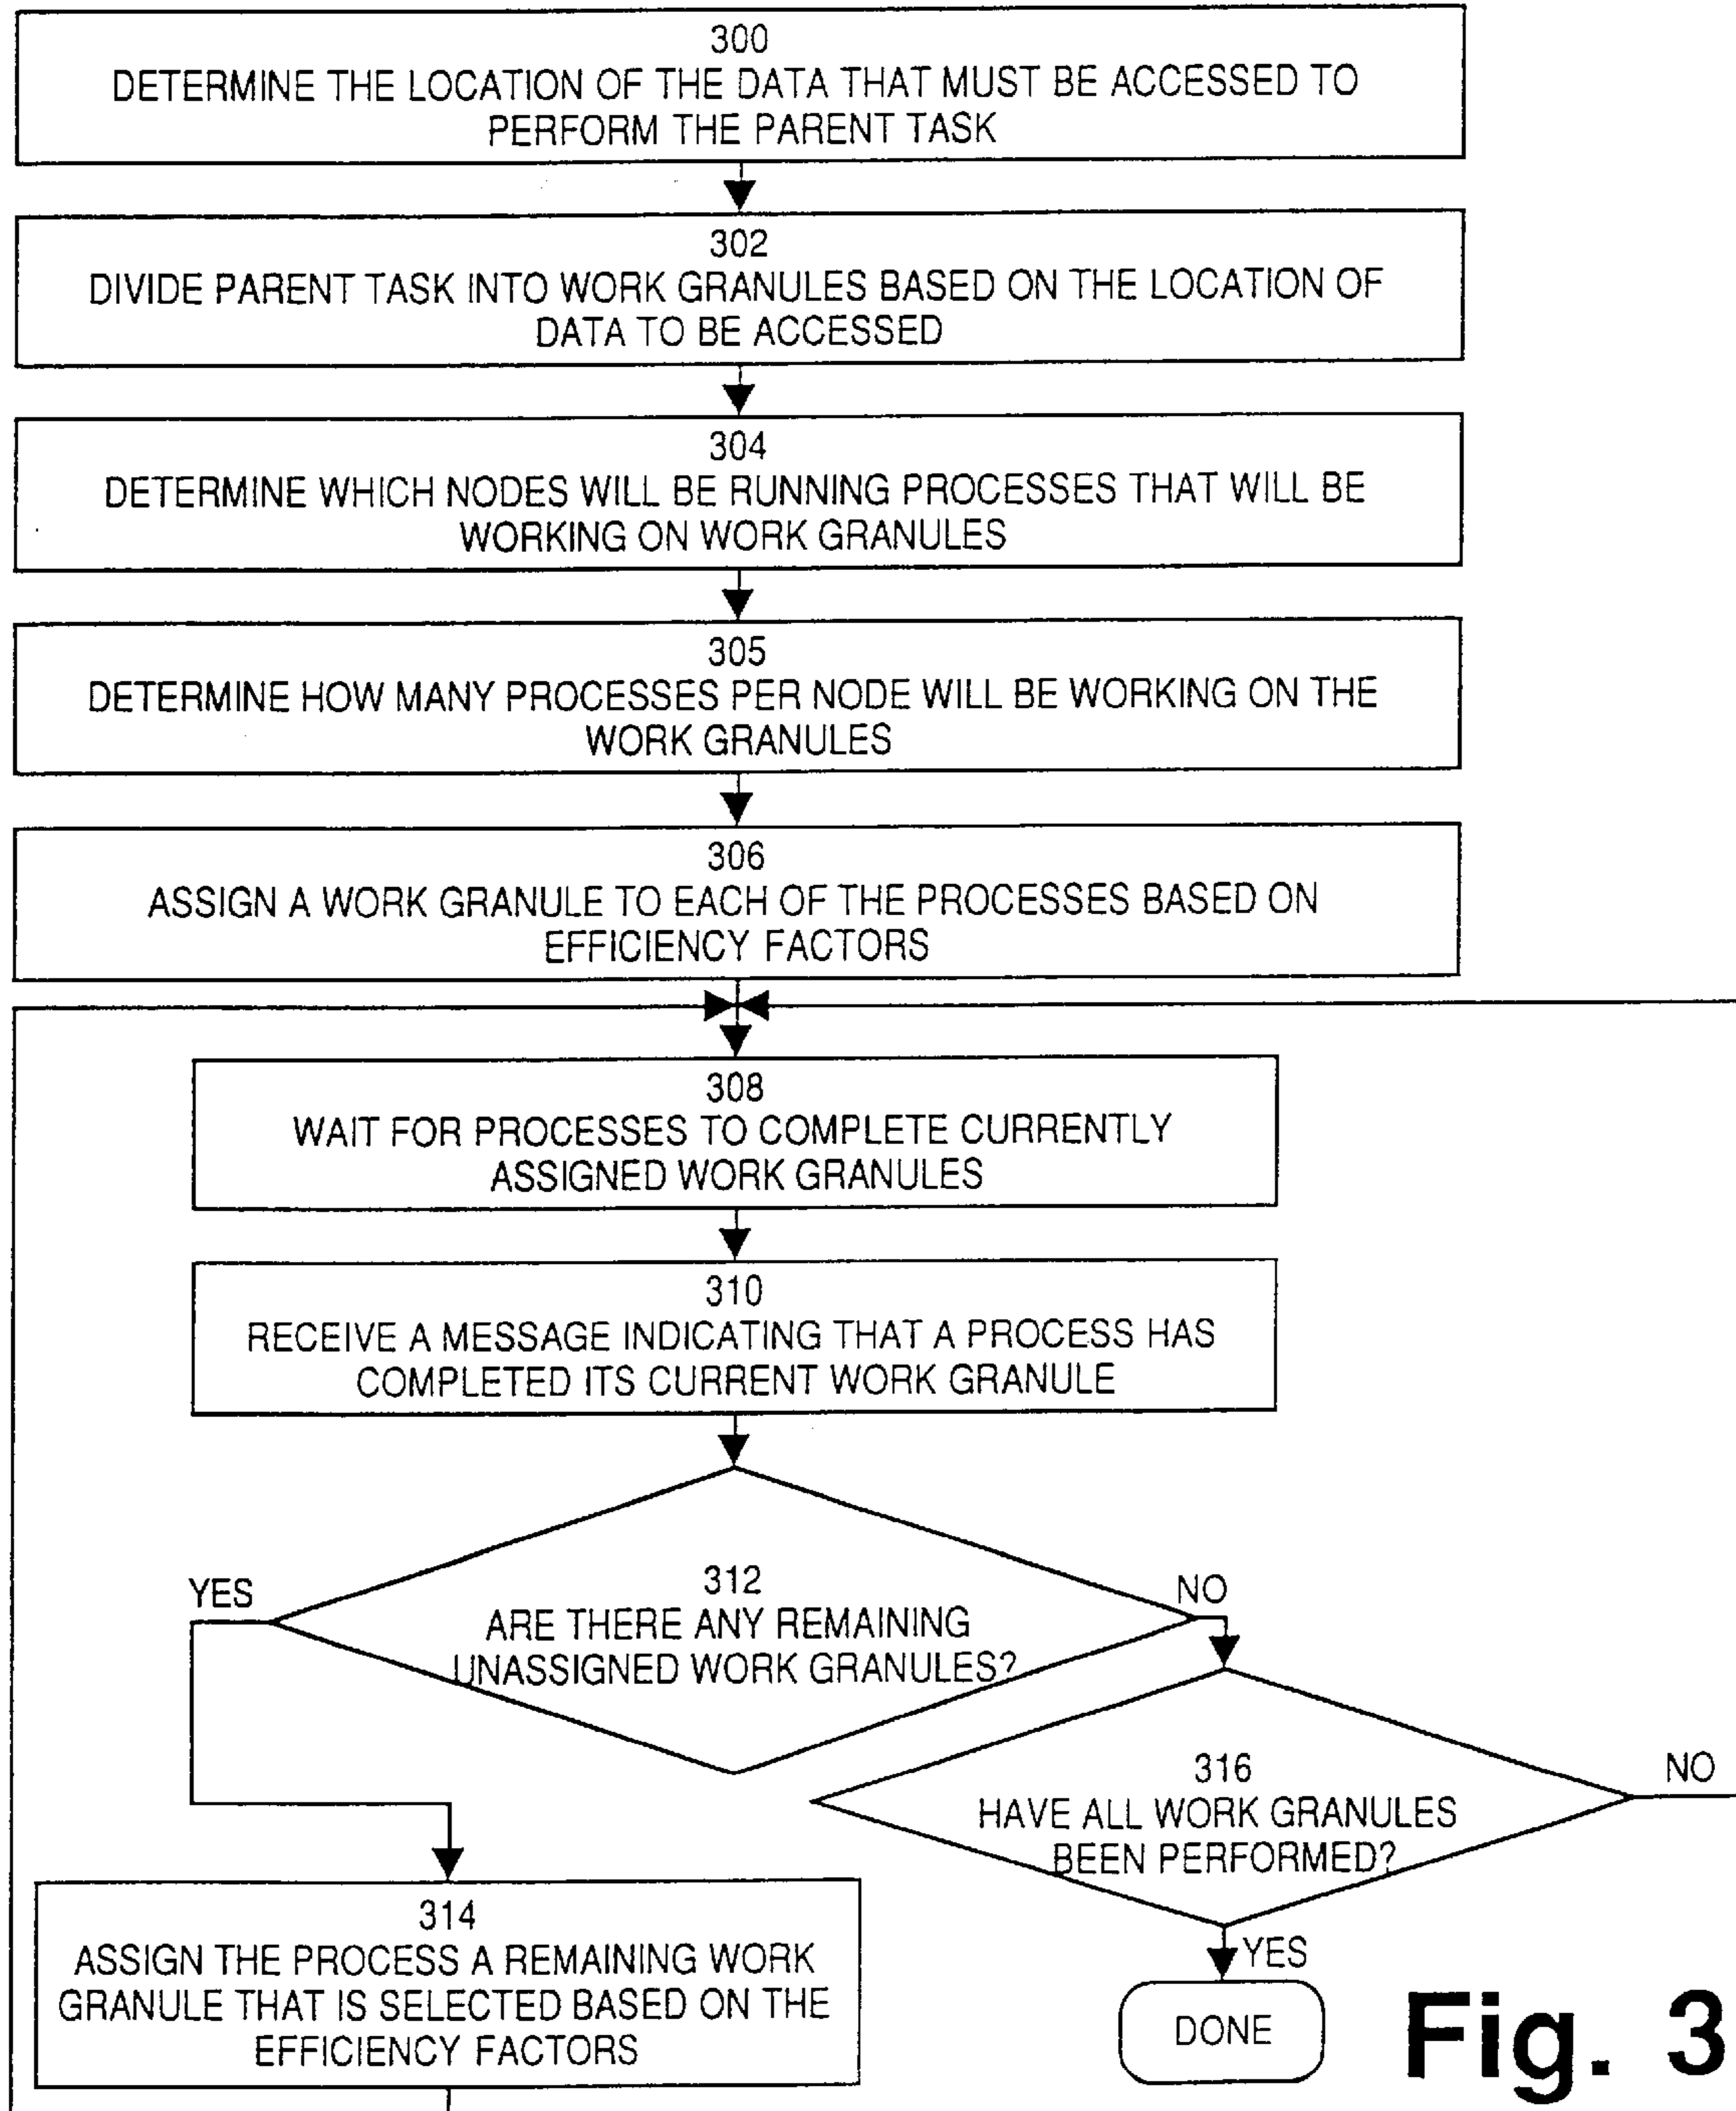 300
DETERMINE THE LOCATION OF THE DATA THAT MUST BE ACCESSED TO
PERFORM THE PARENT TASK
302
DIVIDE PARENT TASK INTO WORK GRANULES BASED ON THE LOCATION OF
DATA TO BE ACCESSED
304
DETERMINE WHICH NODES WILL BE RUNNING PROCESSES THAT WILL BE
WORKING ON WORK GRANULES
305
DETERMINE HOW MANY PROCESSES PER NODE WILL BE WORKING ON THE
WORK GRANULES
306
ASSIGN A WORK GRANULE TO EACH OF THE PROCESSES BASED ON
EFFICIENCY FACTORS
308
WAIT FOR PROCESSES TO COMPLETE CURRENTLY
ASSIGNED WORK GRANULES
310
RECEIVE A MESSAGE INDICATING THAT A PROCESS HAS
COMPLETED ITS CURRENT WORK GRANULE
YES
312
ARE THERE ANY REMAINING
UNASSIGNED WORK GRANULES?
NO
316
HAVE ALL WORK GRANULES
BEEN PERFORMED?
NO
YES
DONE
314
ASSIGN THE PROCESS A REMAINING WORK
GRANULE THAT IS SELECTED BASED ON THE
EFFICIENCY FACTORS
Fig. 3